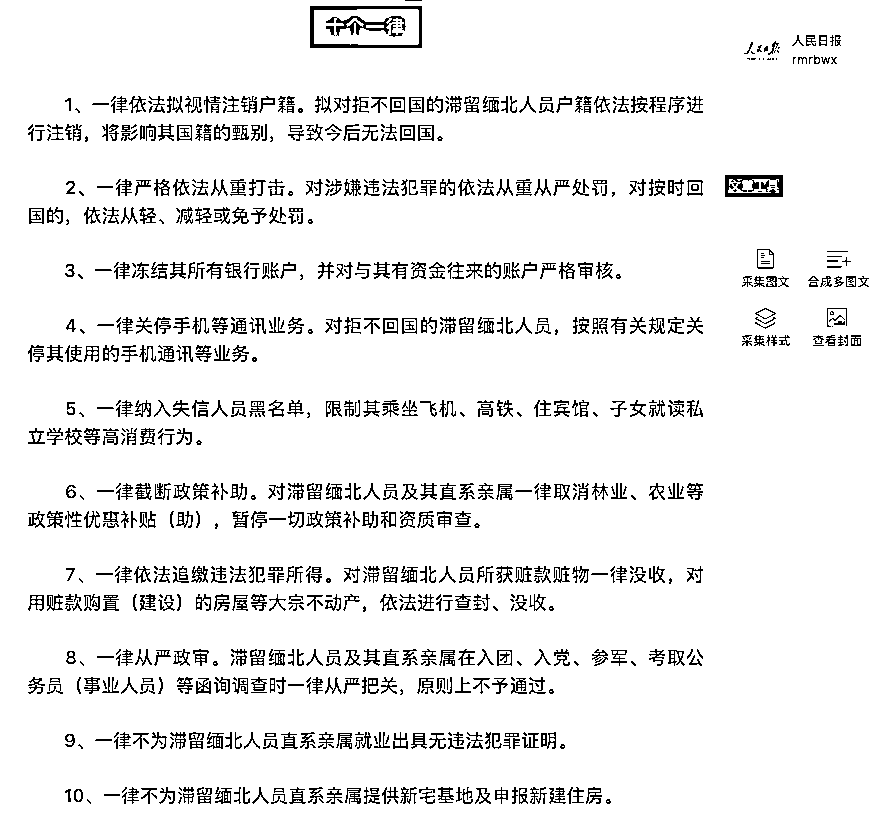 十个一律
人民日报
人民日报
rmrbwx
1、一律依法拟视情注销户籍。拟对拒不回国的滞留缅北人员户籍依法按程序进
行注销，将影响其国籍的甄别，导致今后无法回国。
2、一律严格依法从重打击。对涉嫌违法犯罪的依法从重从严处罚，对按时回
国的，依法从轻、减轻或免予处罚。
3、一律冻结其所有银行账户，并对与其有资金往来的账户严格审核。
4、一律关停手机等通讯业务。对拒不回国的滞留缅北人员，按照有关规定关
停其使用的手机通讯等业务。
5、一律纳入失信人员黑名单，限制其乘坐飞机、高铁、住宾馆、子女就读私
立学校等高消费行为。
6、一律截断政策补助。对滞留缅北人员及其直系亲属一律取消林业、农业等
政策性优惠补贴（助），暂停一切政策补助和资质审查。
7、一律依法追缴违法犯罪所得。对滞留缅北人员所获赃款赃物一律没收，对
用赃款购置（建设）的房屋等大宗不动产，依法进行查封、没收。
8、一律从严政审。滞留缅北人员及其直系亲属在入团、入党、参军、考取公
务员（事业人员）等函询调查时一律从严把关，原则上不予通过。
9、一律不为滞留缅北人员直系亲属就业出具无违法犯罪证明。
10、一律不为滞留缅北人员直系亲属提供新宅基地及申报新建住房。
文章工具
采集图文
合成多图文
采集样式
查看封面